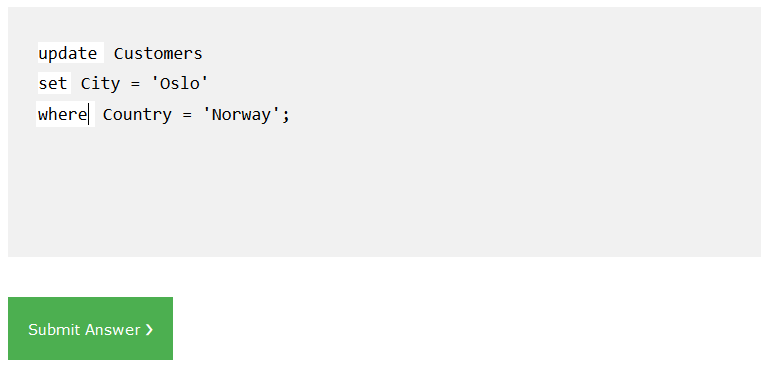 update Customers
set City = 'Oslo'
where Country = 'Norway';
Submit Answer ❯